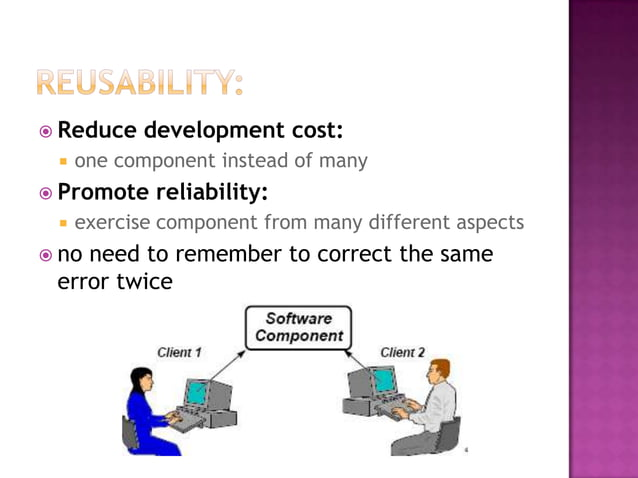 REUSABILITY:
Reduce development cost:
one component instead of many
Promote reliability:
exercise component from many different aspects
no need to remember to correct the same
error twice
Software
Component
Client 1
Client 2